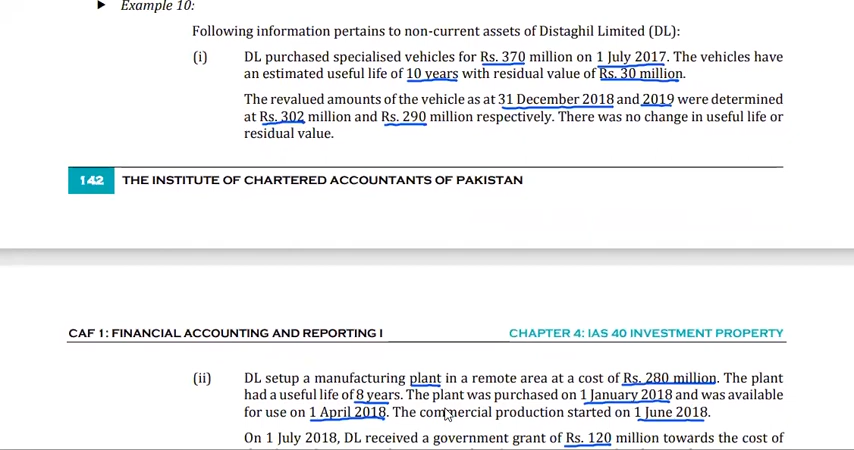 ► Example 10:
Following information pertains to non-current assets of Distaghil Limited (DL):
(i) DL purchased specialised vehicles for Rs. 370 million on 1 July 2017. The vehicles have
an estimated useful life of 10 years with residual value of Rs. 30 million.
The revalued amounts of the vehicle as at 31 December 2018 and 2019 were determined
at Rs. 302 million and Rs. 290 million respectively. There was no change in useful life or
residual value.
142 THE INSTITUTE OF CHARTERED ACCOUNTANTS OF PAKISTAN
CAF 1: FINANCIAL ACCOUNTING AND REPORTING I CHAPTER 4: IAS 40 INVESTMENT PROPERTY
(ii) DL setup a manufacturing plant in a remote area at a cost of Rs. 280 million. The plant
had a useful life of 8 years. The plant was purchased on 1 January 2018 and was available
for use on 1 April 2018. The commercial production started on 1 June 2018.
On 1 July 2018, DL received a government grant of Rs. 120 million towards the cost of